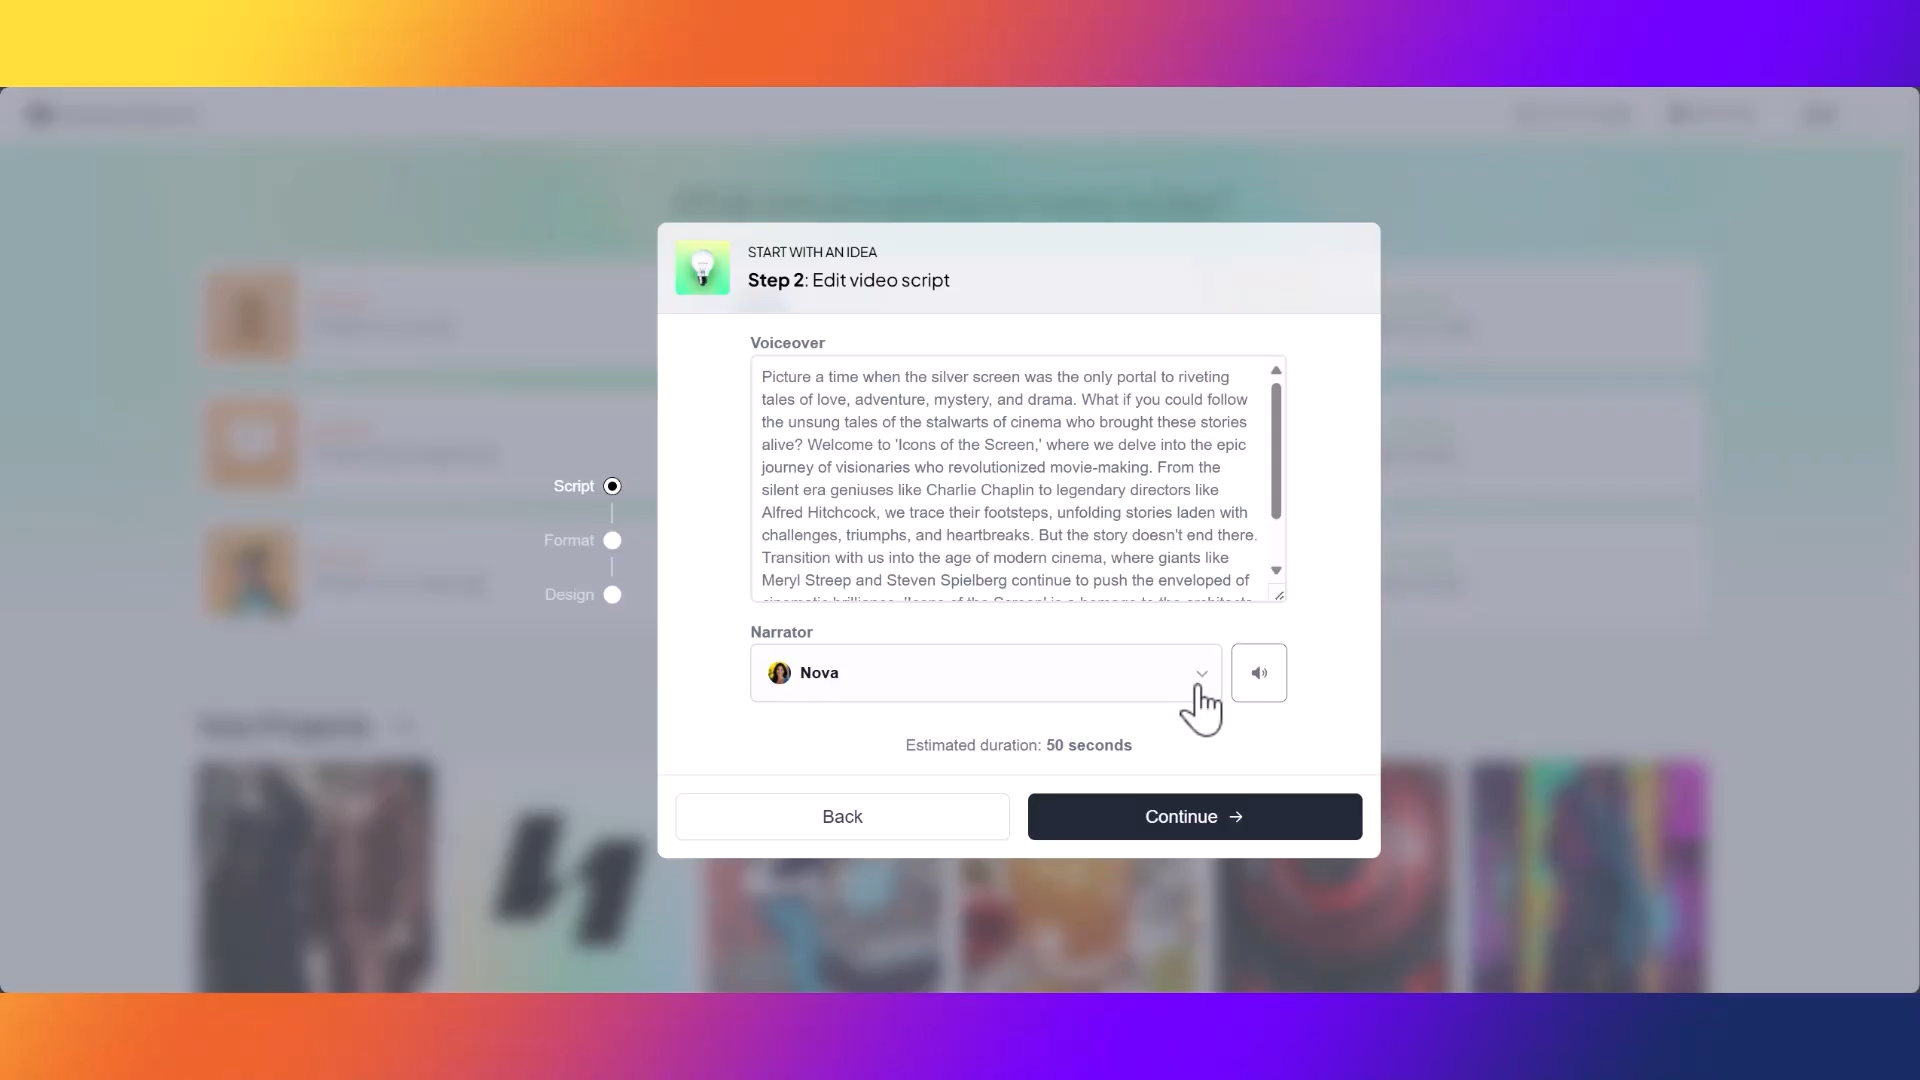 START WITH AN IDEA
Step 2: Edit video script
Voiceover
Picture a time when the silver screen was the only portal to riveting
tales of love, adventure, mystery, and drama. What if you could follow
the unsung tales of the stalwarts of cinema who brought these stories
alive? Welcome to 'Icons of the Screen,' where we delve into the epic
journey of visionaries who revolutionized movie-making. From the
silent era geniuses like Charlie Chaplin to legendary directors like
Alfred Hitchcock, we trace their footsteps, unfolding stories laden with
challenges, triumphs, and heartbreaks. But the story doesn't end there.
Transition with us into the age of modern cinema, where giants like
Meryl Streep and Steven Spielberg continue to push the enveloped of
Script
Format
Design
Narrator
Nova
Estimated duration: 50 seconds
Back
Continue →